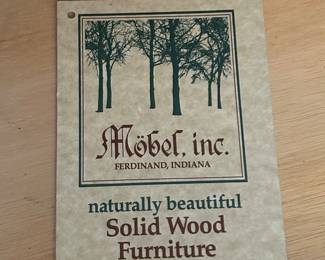 Möbel, inc.
FERDINAND, INDIANA
naturally beautiful
Solid Wood
Furniture